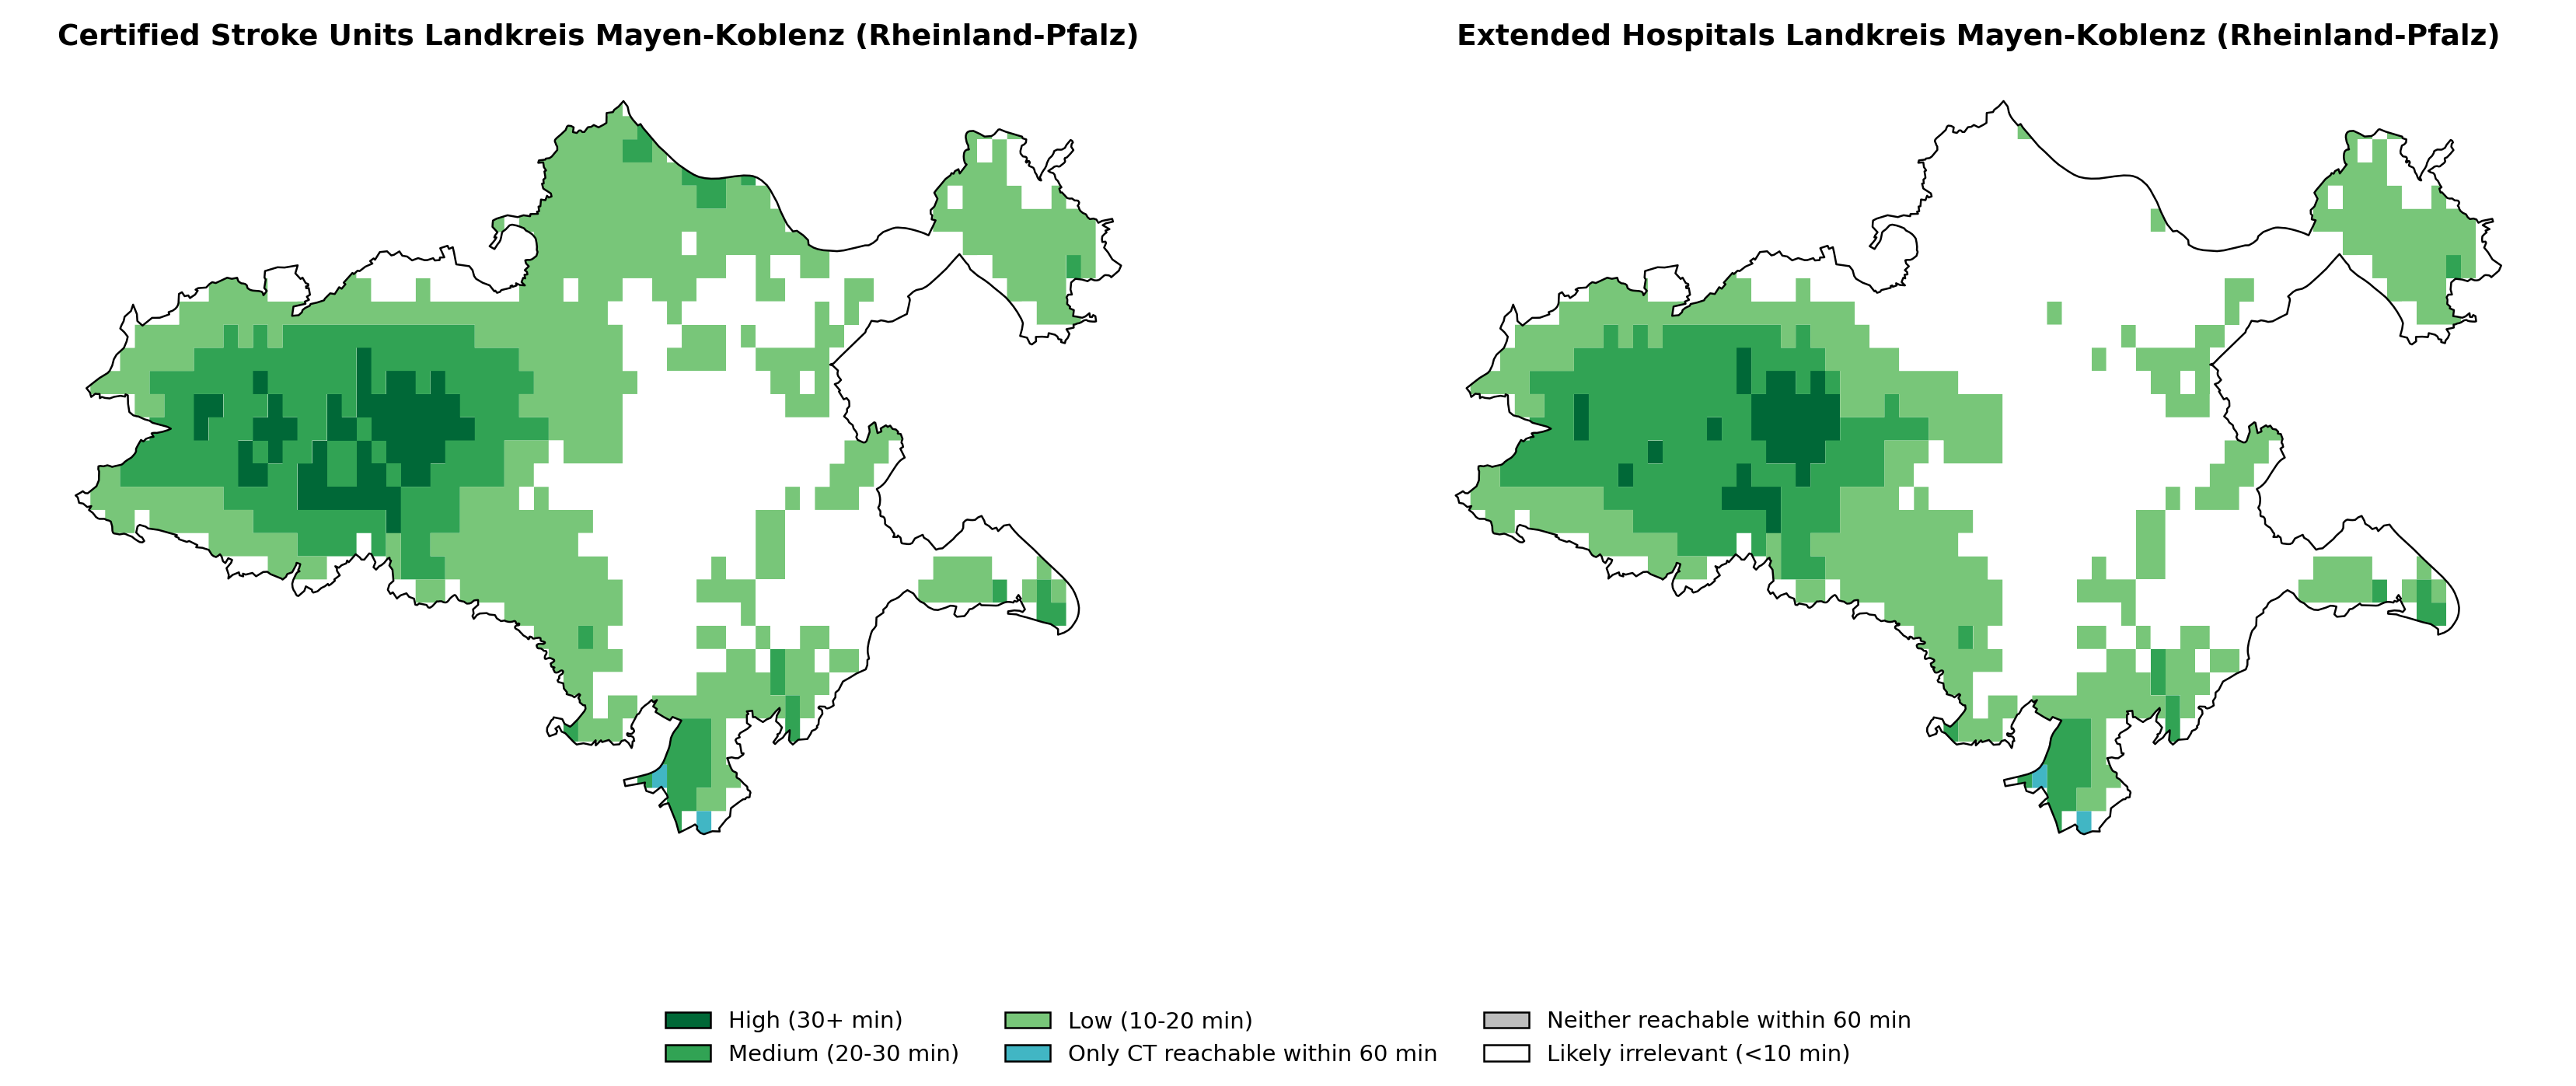 Certified Stroke Units Landkreis Mayen-Koblenz (Rheinland-Pfalz)
Extended Hospitals Landkreis Mayen-Koblenz (Rheinland-Pfalz)
High (30+ min)
Medium (20-30 min)
Low (10-20 min)
Only CT reachable within 60 min
Neither reachable within 60 min
Likely irrelevant (<10 min)